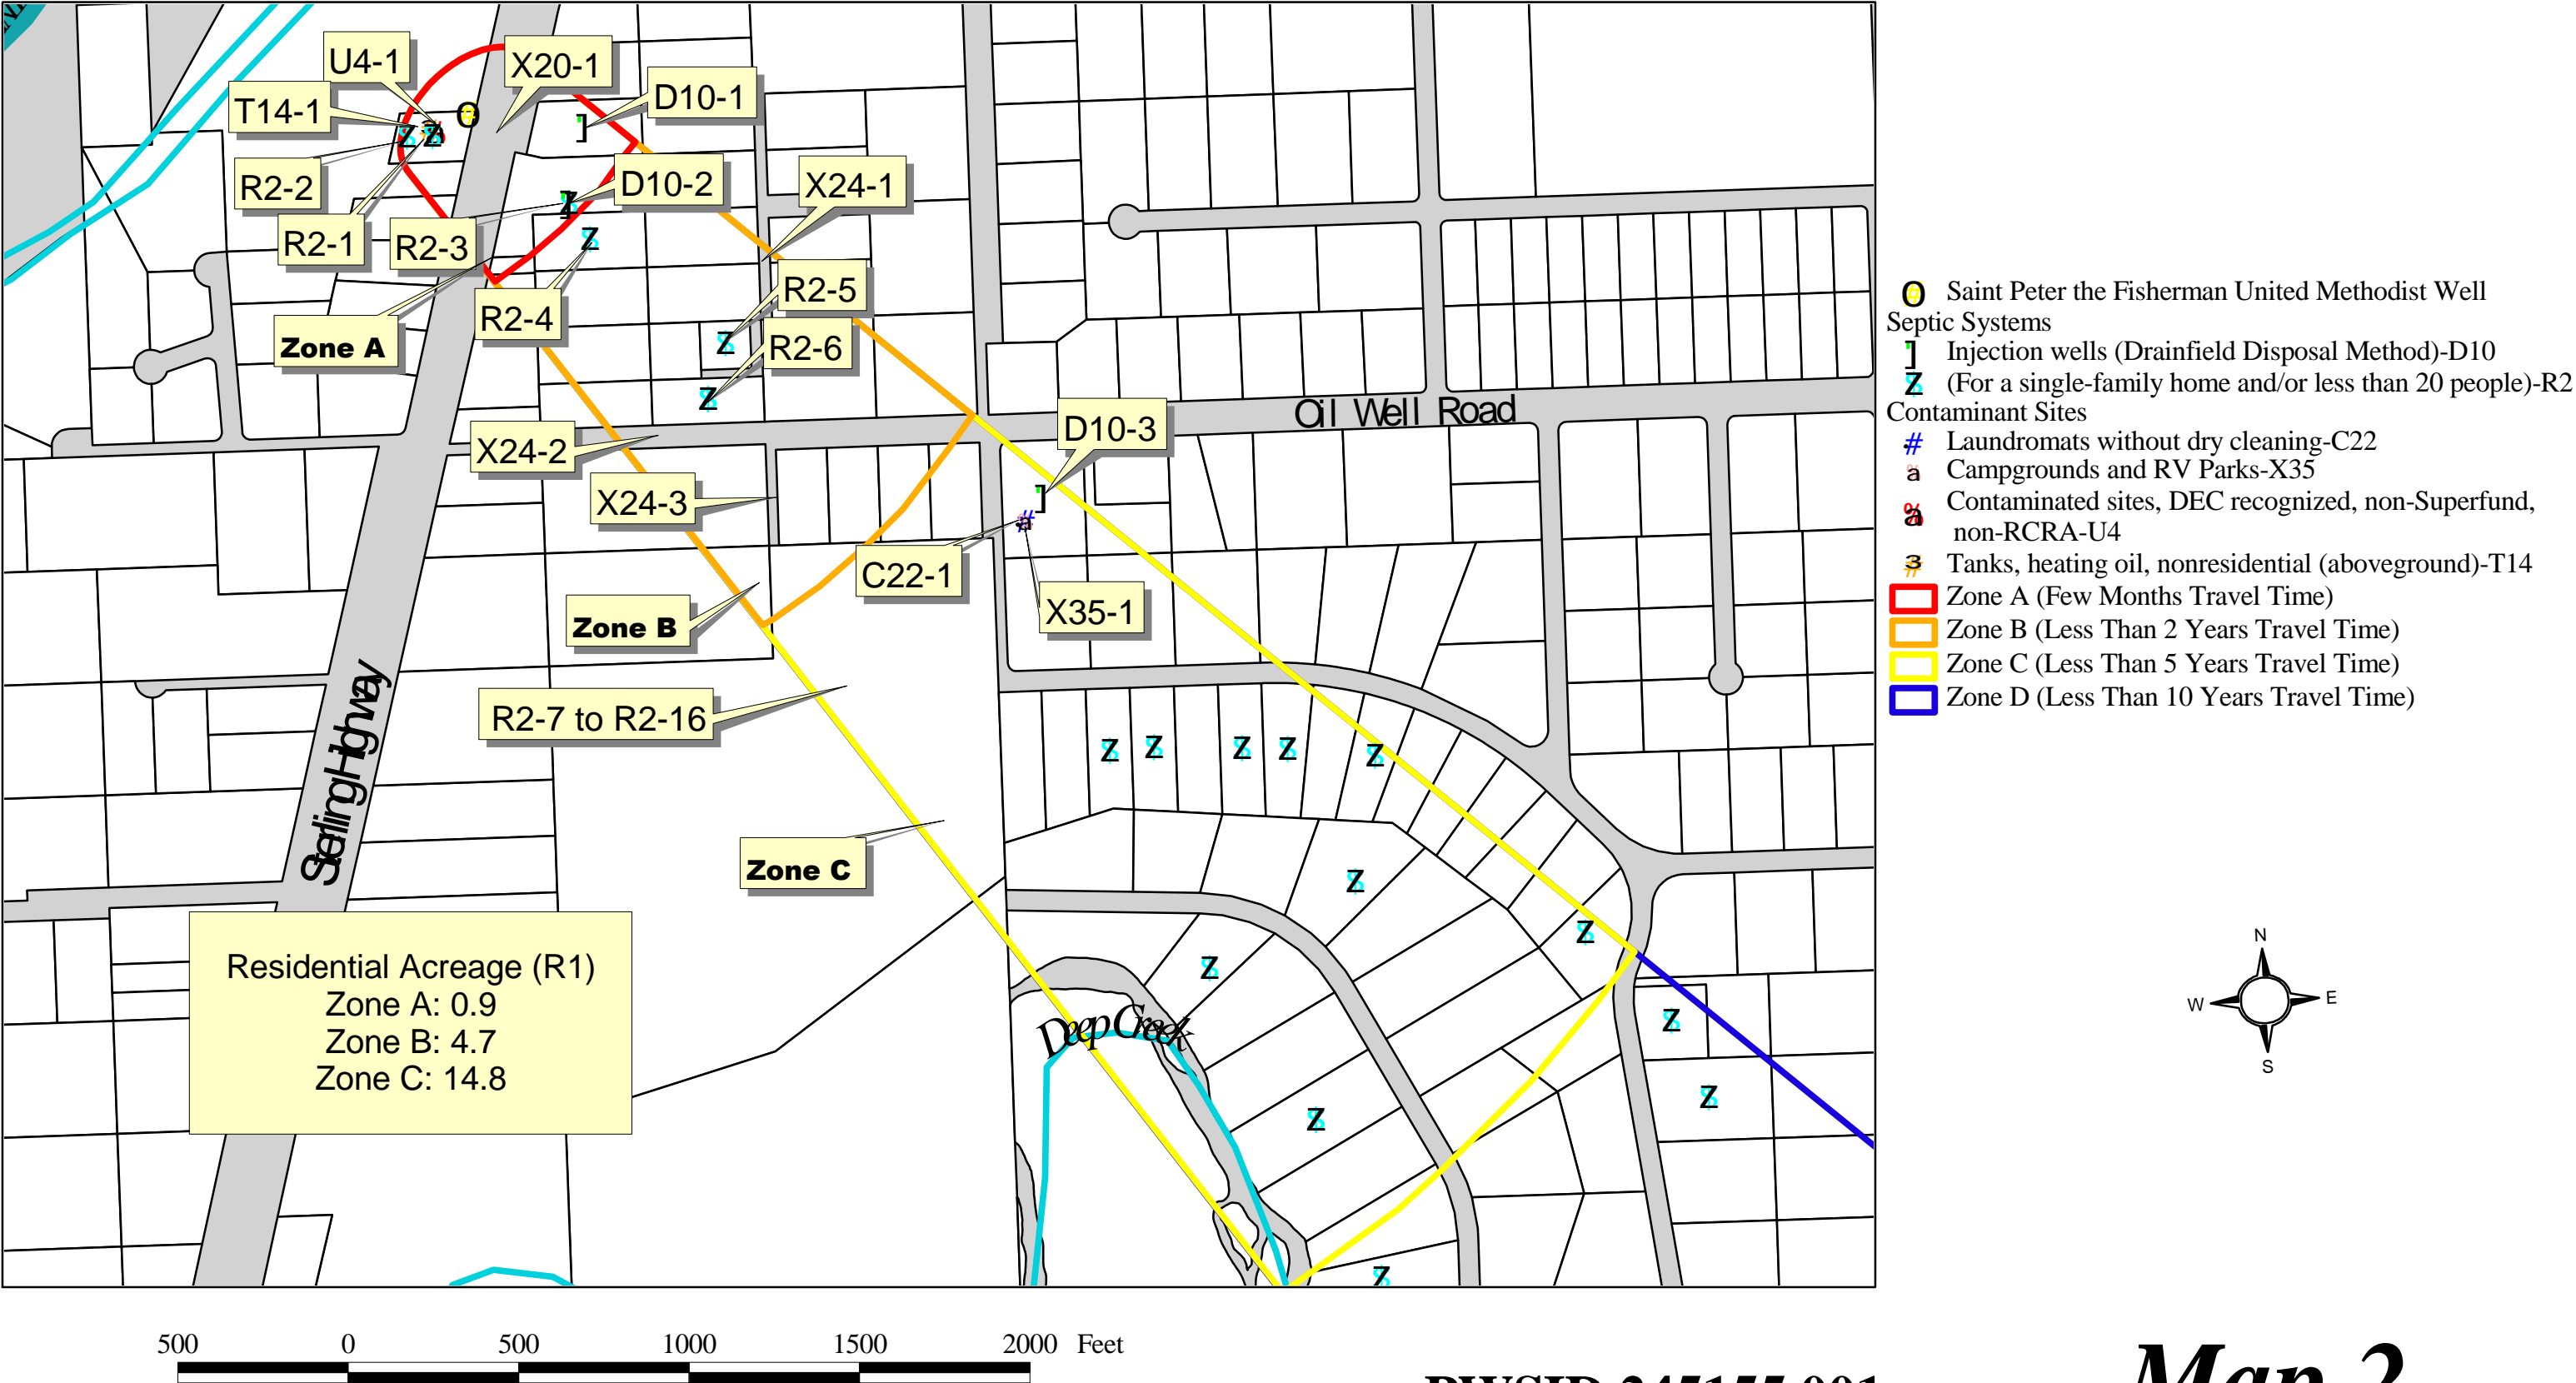 U4-1
X20-1
T14-1
D10-1
R2-2
D10-2
X24-1
R2-1
R2-3
R2-5
R2-4
Zone A
R2-6
Oil Well Road
D10-3
X24-2
X24-3
C22-1
X35-1
Zone B
Sterling Highway
R2-7 to R2-16
Zone C
Residential Acreage (R1)
Zone A: 0.9
Zone B: 4.7
Zone C: 14.8
Deep Creek
Saint Peter the Fisherman United Methodist Well
Septic Systems
Injection wells (Drainfield Disposal Method)-D10
(For a single-family home and/or less than 20 people)-R2
Contaminant Sites
Laundromats without dry cleaning-C22
Campgrounds and RV Parks-X35
Contaminated sites, DEC recognized, non-Superfund,
non-RCRA-U4
Tanks, heating oil, nonresidential (aboveground)-T14
Zone A (Few Months Travel Time)
Zone B (Less Than 2 Years Travel Time)
Zone C (Less Than 5 Years Travel Time)
Zone D (Less Than 10 Years Travel Time)
N
W E
S
500 0 500 1000 1500 2000 Feet
Map 2